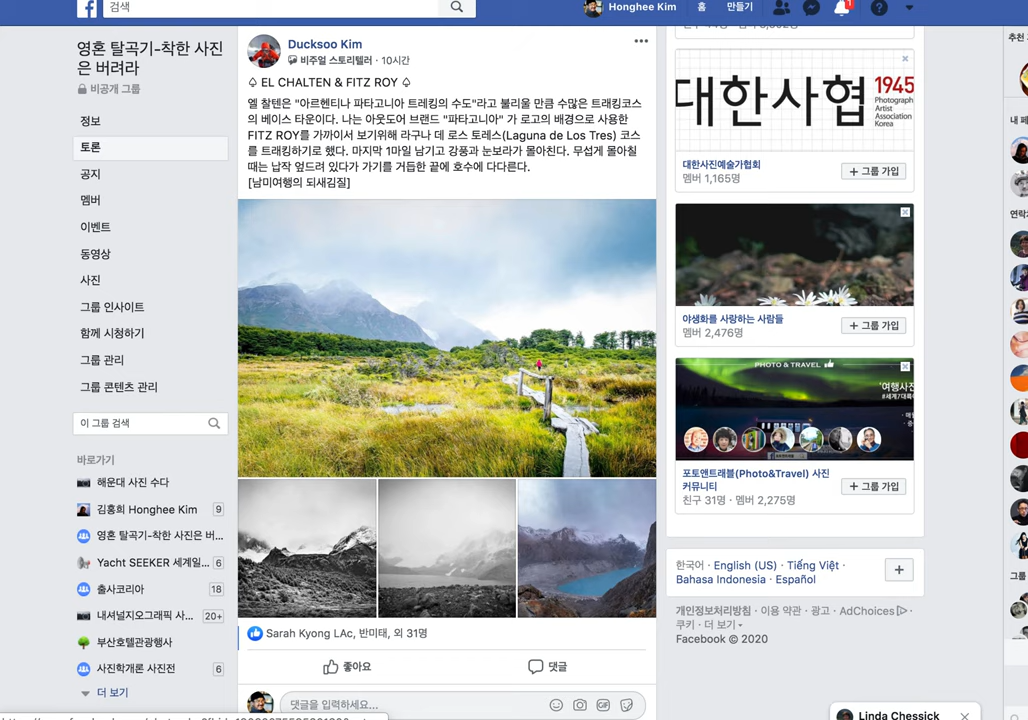 검색
Honghee Kim
홈
만들기
1
영혼 탈곡기-착한 사진
은 버려라
비공개 그룹
정보
토론
공지
멤버
이벤트
동영상
사진
그룹 인사이트
함께 시청하기
그룹 관리
그룹 콘텐츠 관리
이 그룹 검색
바로가기
해운대 사진 수다
김홍희 Honghee Kim 9
영혼 탈곡기-착한 사진은 버...
Yacht SEEKER 세계일... 6
출사코리아 18
내셔널지오그래픽 사... 20+
부산호텔관광행사
사진학개론 사진전 6
더 보기
Ducksoo Kim
비주얼 스토리텔러 · 10시간
♤ EL CHALTEN & FITZ ROY ♤
엘 찰텐은 "아르헨티나 파타고니아 트레킹의 수도"라고 불리울 만큼 수많은 트래킹코스
의 베이스 타운이다. 나는 아웃도어 브랜드 "파타고니아" 가 로고의 배경으로 사용한
FITZ ROY를 가까이서 보기위해 라구나 데 로스 토레스(Laguna de Los Tres) 코스
를 트래킹하기로 했다. 마지막 1마일 남기고 강풍과 눈보라가 몰아친다. 무섭게 몰아칠
때는 납작 엎드려 있다가 가기를 거듭한 끝에 호수에 다다른다.
[남미여행의 되새김질]
Sarah Kyong LAc, 반미태, 외 31명
좋아요
댓글
댓글을 입력하세요...
GIF
대한사협
1945
Photograph
Artist
Association
Korea
대한사진예술가협회
멤버 1,165명
+ 그룹 가입
야생화를 사랑하는 사람들
멤버 2,476명
+ 그룹 가입
PHOTO & TRAVEL
'여행사진
#세계7대륙
포토앤트래블(Photo&Travel) 사진
커뮤니티
친구 31명 · 멤버 2,275명
+ 그룹 가입
한국어 · English (US) · Tiếng Việt ·
Bahasa Indonesia · Español
개인정보처리방침 · 이용 약관 · 광고 · AdChoices ·
쿠키 · 더 보기
Facebook © 2020
추천
내 페
연락처
그룹
Linda Chessick